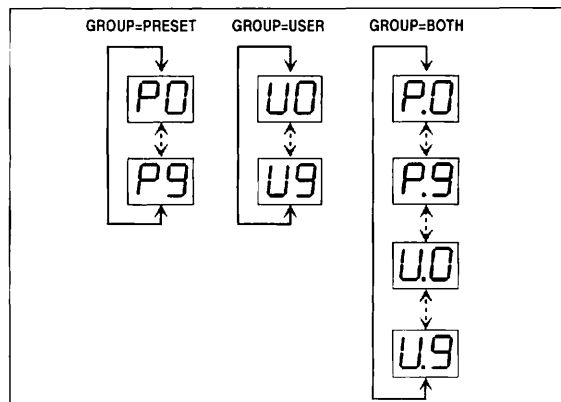 GROUP=PRESET GROUP=USER GROUP=BOTH
P0 U0 P.0
P9 U9 P.9
U.0
U.9